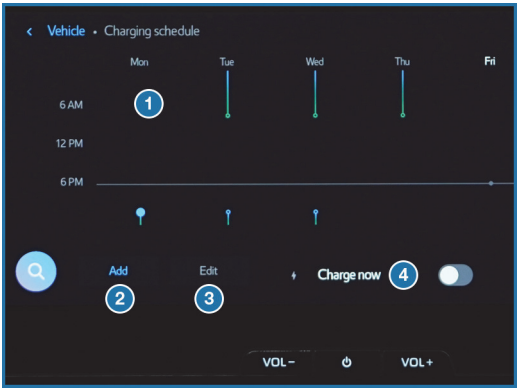 Vehicle • Charging schedule
Mon Tue Wed Thu Fri
6 AM
1
12 PM
6 PM
Add Edit Charge now 4
2 3
VOL− VOL+